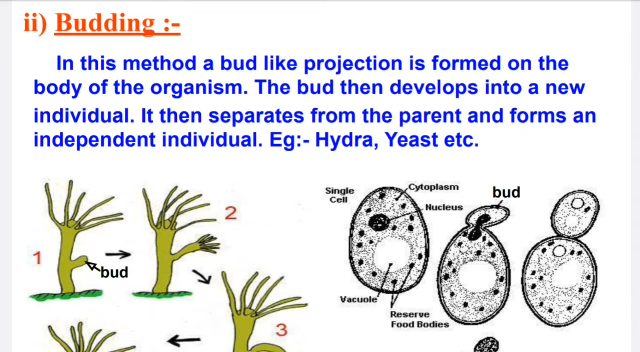 ii) Budding :-
In this method a bud like projection is formed on the
body of the organism. The bud then develops into a new
individual. It then separates from the parent and forms an
independent individual. Eg:- Hydra, Yeast etc.
1
bud
2
3
Single
Cell
Cytoplasm
Nucleus
bud
Vacuole
Reserve
Food Bodies